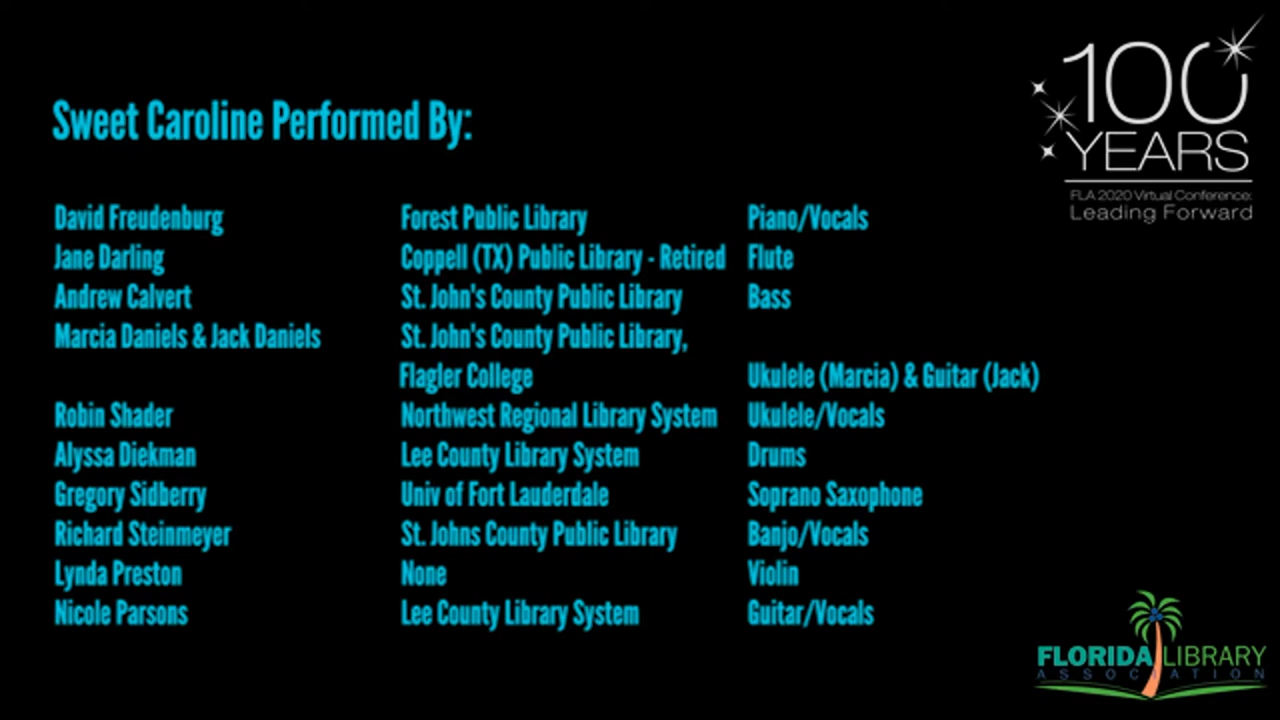 100
YEARS
FLA 2020 Virtual Conference:
Leading Forward
Sweet Caroline Performed By:
David Freudenburg Forest Public Library Piano/Vocals
Jane Darling Coppell (TX) Public Library - Retired Flute
Andrew Calvert St. John's County Public Library Bass
Marcia Daniels & Jack Daniels St. John's County Public Library,
Flagler College Ukulele (Marcia) & Guitar (Jack)
Robin Shader Northwest Regional Library System Ukulele/Vocals
Alyssa Diekman Lee County Library System Drums
Gregory Sidberry Univ of Fort Lauderdale Soprano Saxophone
Richard Steinmeyer St. Johns County Public Library Banjo/Vocals
Lynda Preston None Violin
Nicole Parsons Lee County Library System Guitar/Vocals
FLORIDA LIBRARY
ASSOCIATION